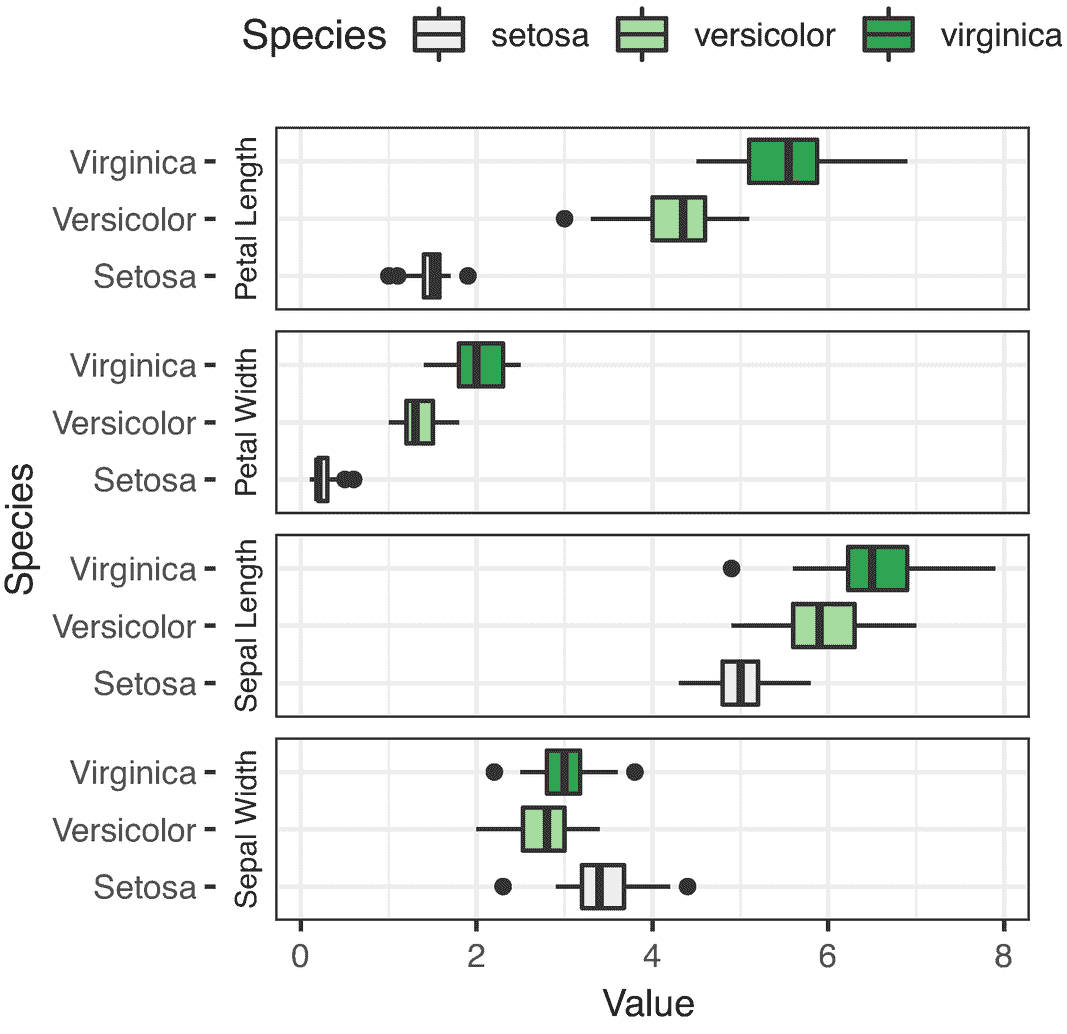 Species setosa versicolor virginica
Petal Length
Virginica
Versicolor
Setosa
Petal Width
Virginica
Versicolor
Setosa
Species
Sepal Length
Virginica
Versicolor
Setosa
Sepal Width
Virginica
Versicolor
Setosa
0 2 4 6 8
Value